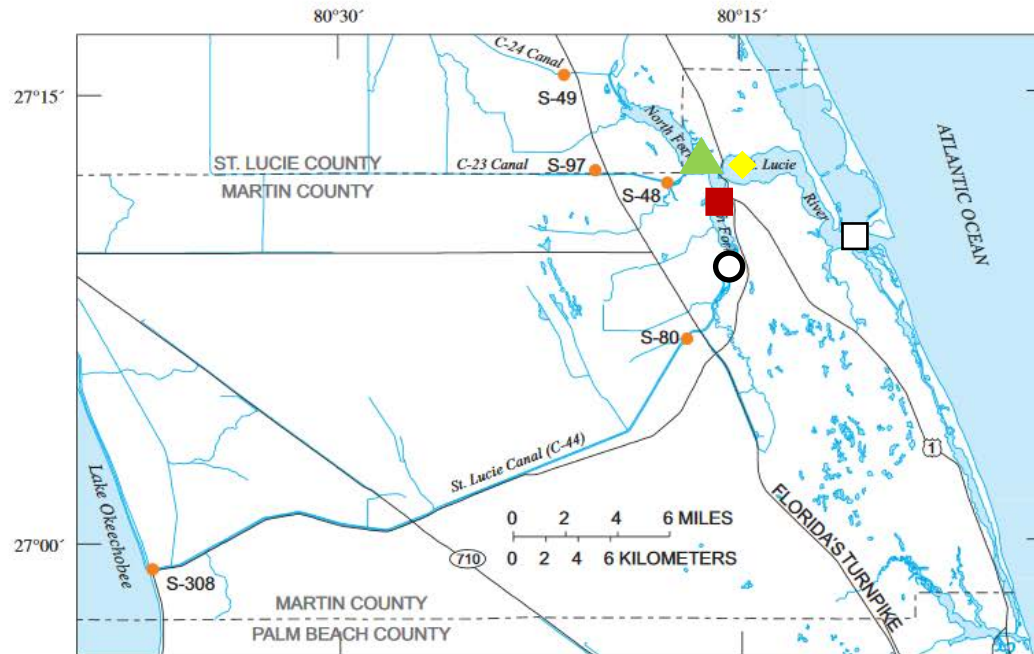 80°30´
80°15´
27°15´
C-24 Canal
S-49
North Fork
ST. LUCIE COUNTY
C-23 Canal
S-97
MARTIN COUNTY
S-48
Lucie
River
ATLANTIC OCEAN
S-80
St. Lucie Canal (C-44)
1
Lake Okeechobee
0 2 4 6 MILES
0 2 4 6 KILOMETERS
FLORIDA'S TURNPIKE
27°00´
710
S-308
MARTIN COUNTY
PALM BEACH COUNTY